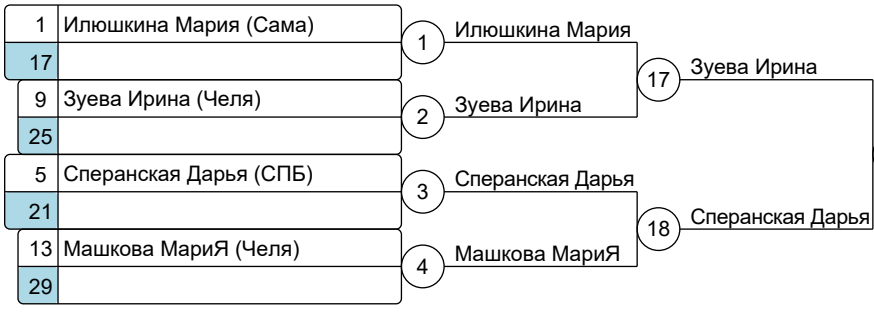 1 Илюшкина Мария (Сама)
17
1 Илюшкина Мария
9 Зуева Ирина (Челя)
25
2 Зуева Ирина
17 Зуева Ирина
5 Сперанская Дарья (СПБ)
21
3 Сперанская Дарья
13 Машкова МариЯ (Челя)
29
4 Машкова МариЯ
18 Сперанская Дарья